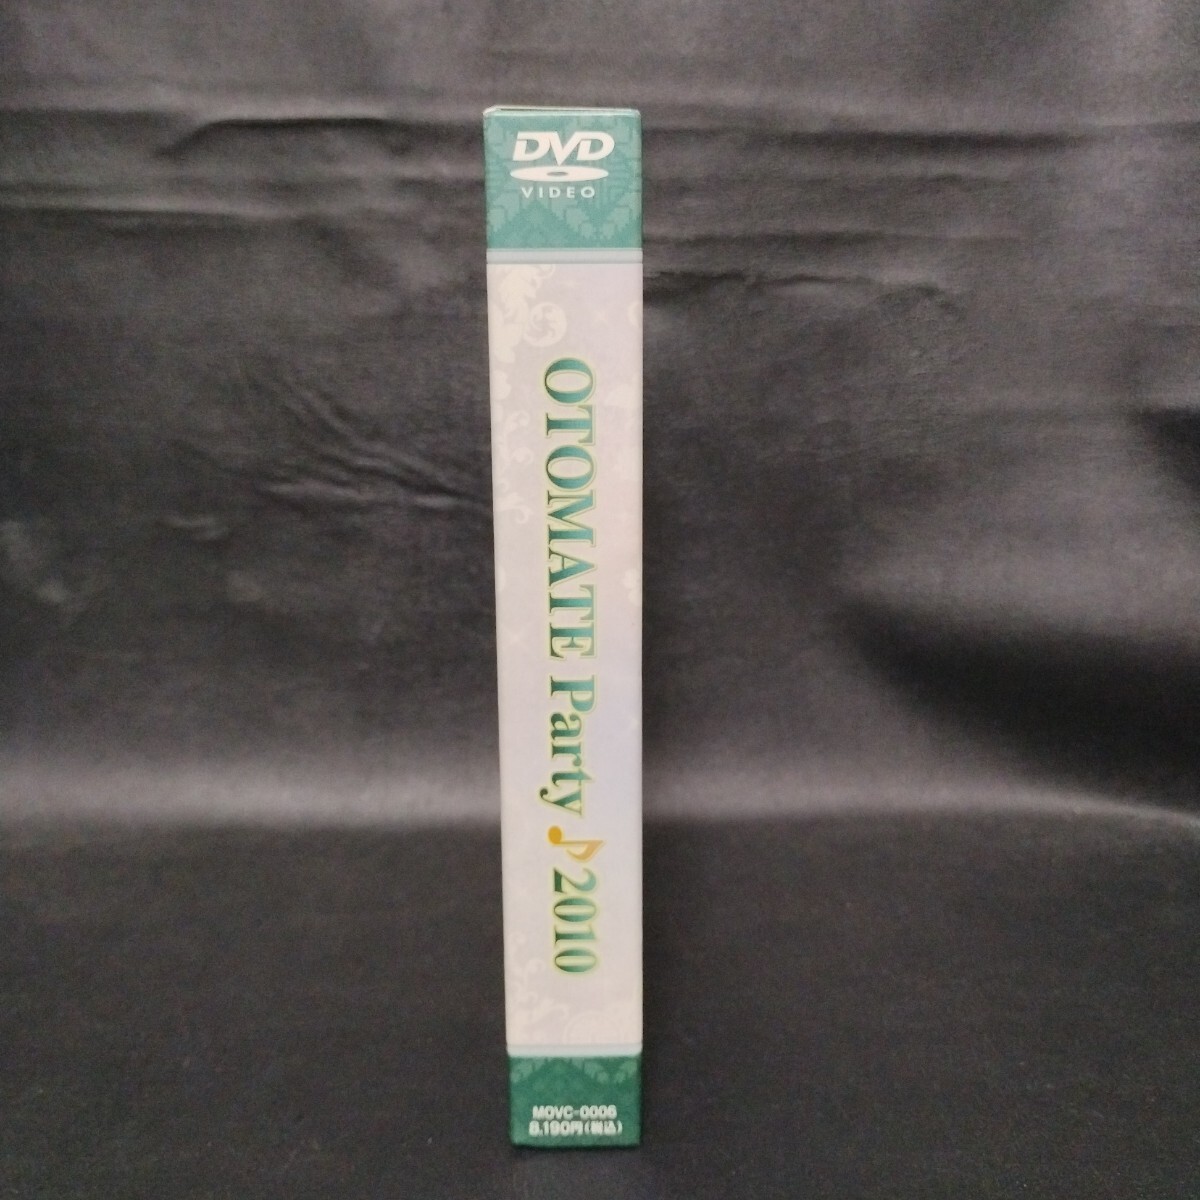 DVD
VIDEO
OTOMATE Party♪2010
MOVC-0006
8,190円(税込)